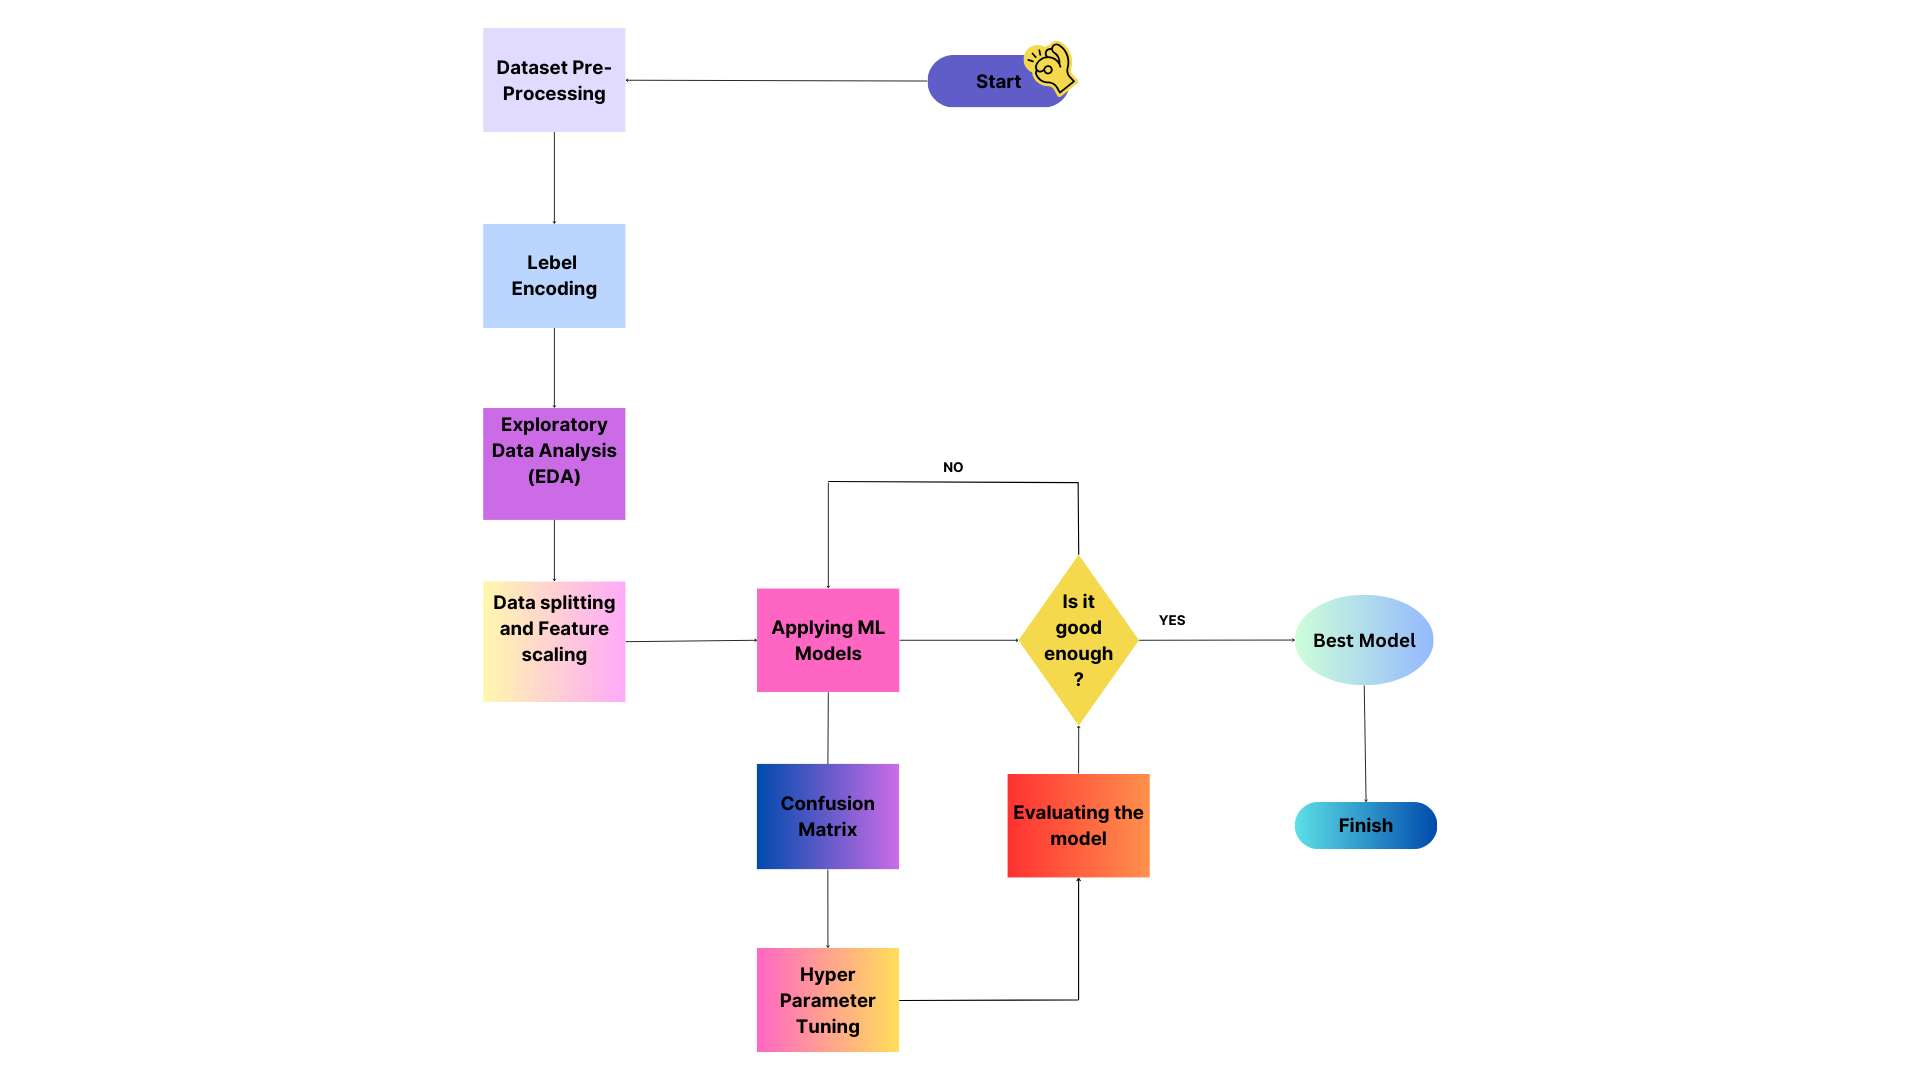 Start
Dataset Pre-
Processing
Lebel
Encoding
Exploratory
Data Analysis
(EDA)
Data splitting
and Feature
scaling
Applying ML
Models
NO
Is it
good
enough
?
YES
Best Model
Finish
Confusion
Matrix
Hyper
Parameter
Tuning
Evaluating the
model